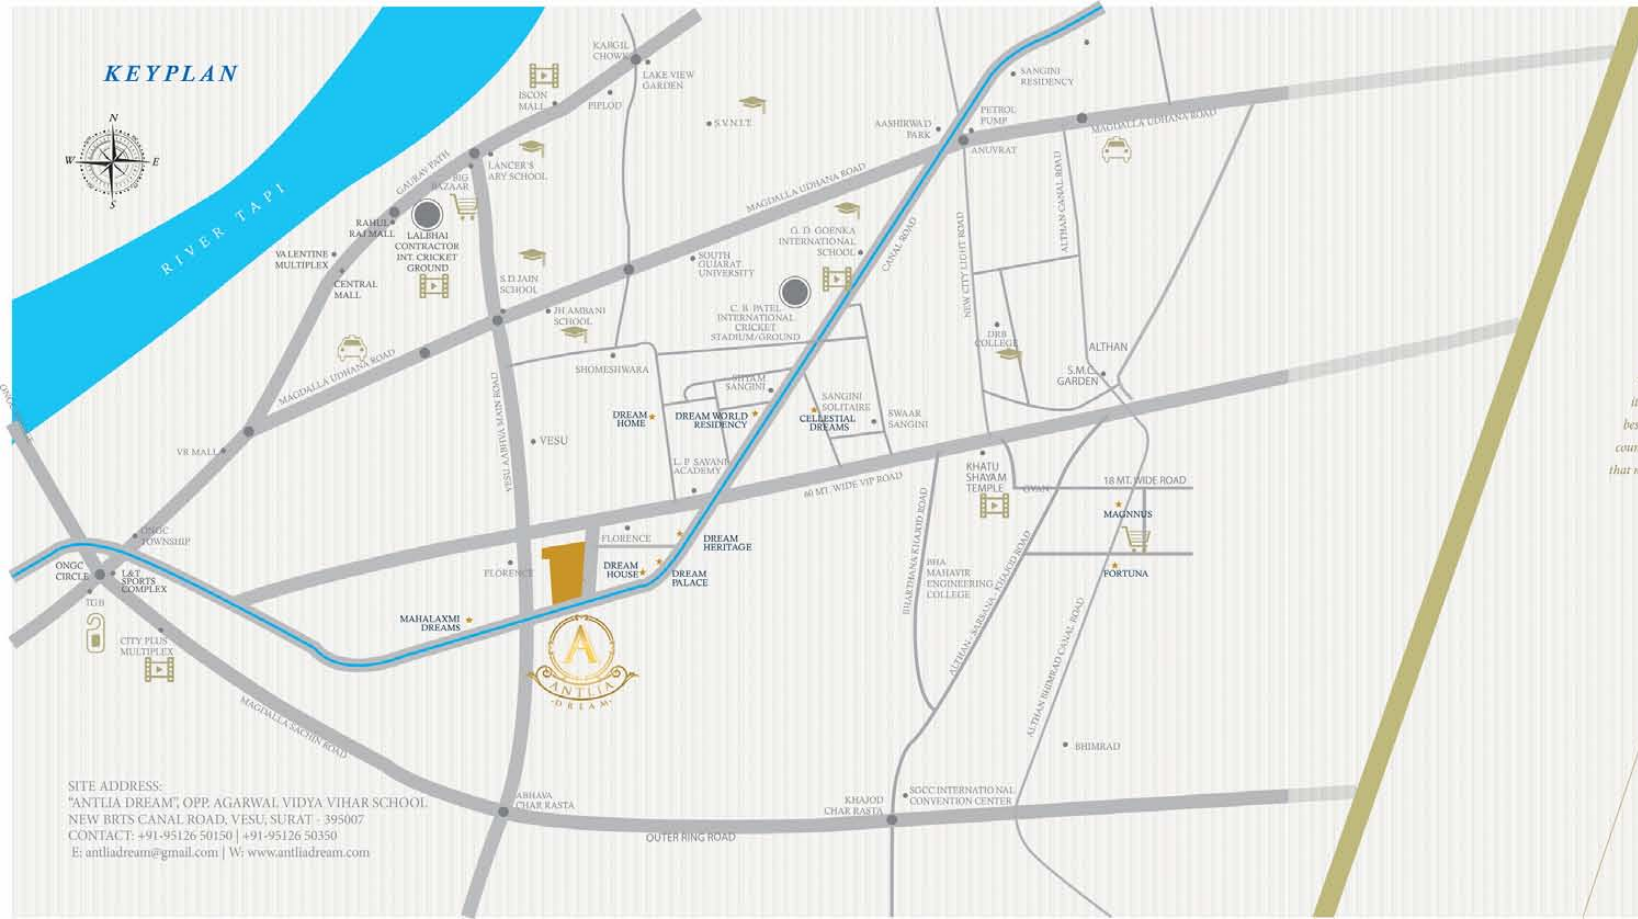 KEYPLAN
N
W
E
S
RIVER TAPI
KARGIL
CHOWK
LAKE VIEW
GARDEN
ISCON
MALL
PIPLOD
S.V.N.I.T.
SANGINI
RESIDENCY
PETROL
PUMP
AASHIRWAD
PARK
ANUVRAT
MAGDALLA UDHANA ROAD
GAURAV PATH
BIG
BAZAAR
LANCER'S
ARY SCHOOL
RAHUL
RAJ MALL
LALBHAI
CONTRACTOR
INT. CRICKET
GROUND
VALENTINE
MULTIPLEX
CENTRAL
MALL
S.D.JAIN
SCHOOL
JH AMBANI
SCHOOL
MAGDALLA UDHANA ROAD
SOUTH
GUJARAT
UNIVERSITY
G. D. GOENKA
INTERNATIONAL
SCHOOL
CANAL ROAD
NEW CITY LIGHT ROAD
ALTHAN CANAL ROAD
C. B. PATEL
INTERNATIONAL
CRICKET
STADIUM/GROUND
DRB
COLLEGE
ALTHAN
S.M.C.
GARDEN
MAGDALLA UDHANA ROAD
SHOMESHWARA
SHYAM
SANGINI
SANGINI
SOLITAIRE
SWAAR
SANGINI
DREAM
HOME
DREAM WORLD
RESIDENCY
CELLESTIAL
DREAMS
VESU AABHVA MAIN ROAD
VESU
VR MALL
L. P. SAVANI
ACADEMY
60 MT. WIDE VIP ROAD
KHATU
SHAYAM
TEMPLE
GYAN
18 MT. WIDE ROAD
MAGNNUS
FORTUNA
ONGC
TOWNSHIP
ONGC
CIRCLE
L&T
SPORTS
COMPLEX
TGB
CITY PLUS
MULTIPLEX
FLORENCE
FLORENCE
DREAM
HERITAGE
DREAM
HOUSE
DREAM
PALACE
MAHALAXMI
DREAMS
A
ANTLIA
DREAM
BHARTHANA KHAJOD ROAD
BHA
MAHAVIR
ENGINEERING
COLLEGE
ALTHAN - SARSANA - KHAJOD ROAD
ALTHAN BHIMRAD CANAL ROAD
BHIMRAD
MAGDALLA SACHIN ROAD
SGCC INTERNATIONAL
CONVENTION CENTER
ABHAVA
CHAR RASTA
KHAJOD
CHAR RASTA
OUTER RING ROAD
SITE ADDRESS:
"ANTLIA DREAM", OPP. AGARWAL VIDYA VIHAR SCHOOL
NEW BRTS CANAL ROAD, VESU, SURAT - 395007
CONTACT: +91-95126 50150 | +91-95126 50350
E: antliadream@gmail.com | W: www.antliadream.com
it
bes
coun
that